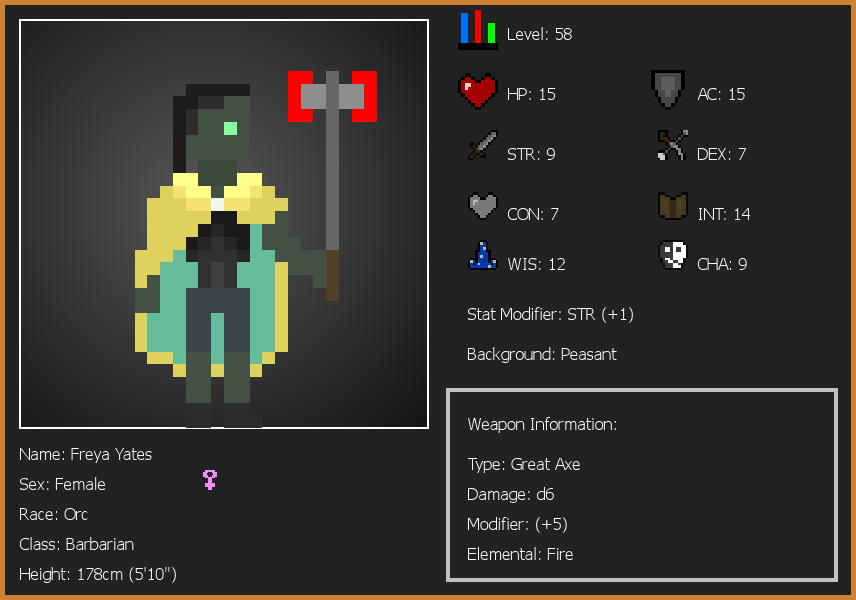 Level: 58
HP: 15
AC: 15
STR: 9
DEX: 7
CON: 7
INT: 14
WIS: 12
CHA: 9
Stat Modifier: STR (+1)
Background: Peasant
Weapon Information:
Type: Great Axe
Damage: d6
Modifier: (+5)
Elemental: Fire
Name: Freya Yates
Sex: Female
Race: Orc
Class: Barbarian
Height: 178cm (5'10")